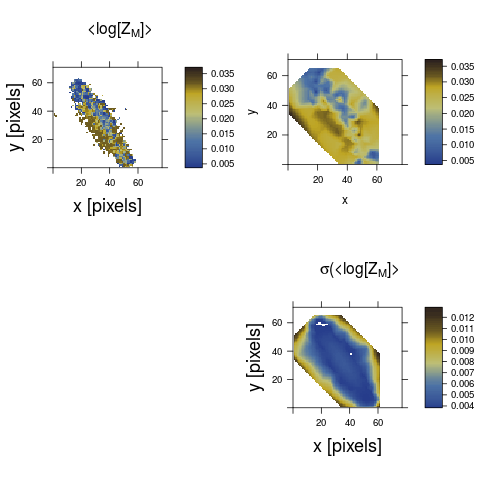 <log[Z_M]>
60
40
20
20 40 60
y [pixels]
x [pixels]
0.035
0.030
0.025
0.020
0.015
0.010
0.005
60
40
20
20 40 60
y
x
0.035
0.030
0.025
0.020
0.015
0.010
0.005
σ(<log[Z_M]>
60
40
20
20 40 60
y [pixels]
x [pixels]
0.012
0.011
0.010
0.009
0.008
0.007
0.006
0.005
0.004